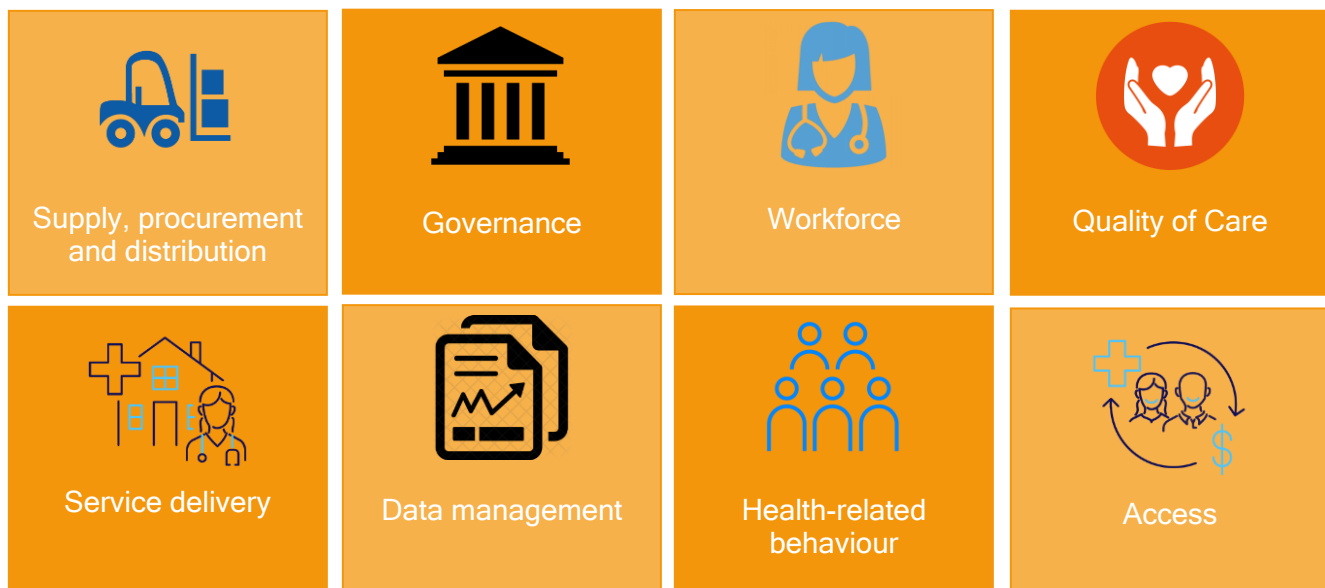 Supply, procurement
and distribution
Governance
Workforce
Quality of Care
Service delivery
Data management
Health-related
behaviour
Access
$